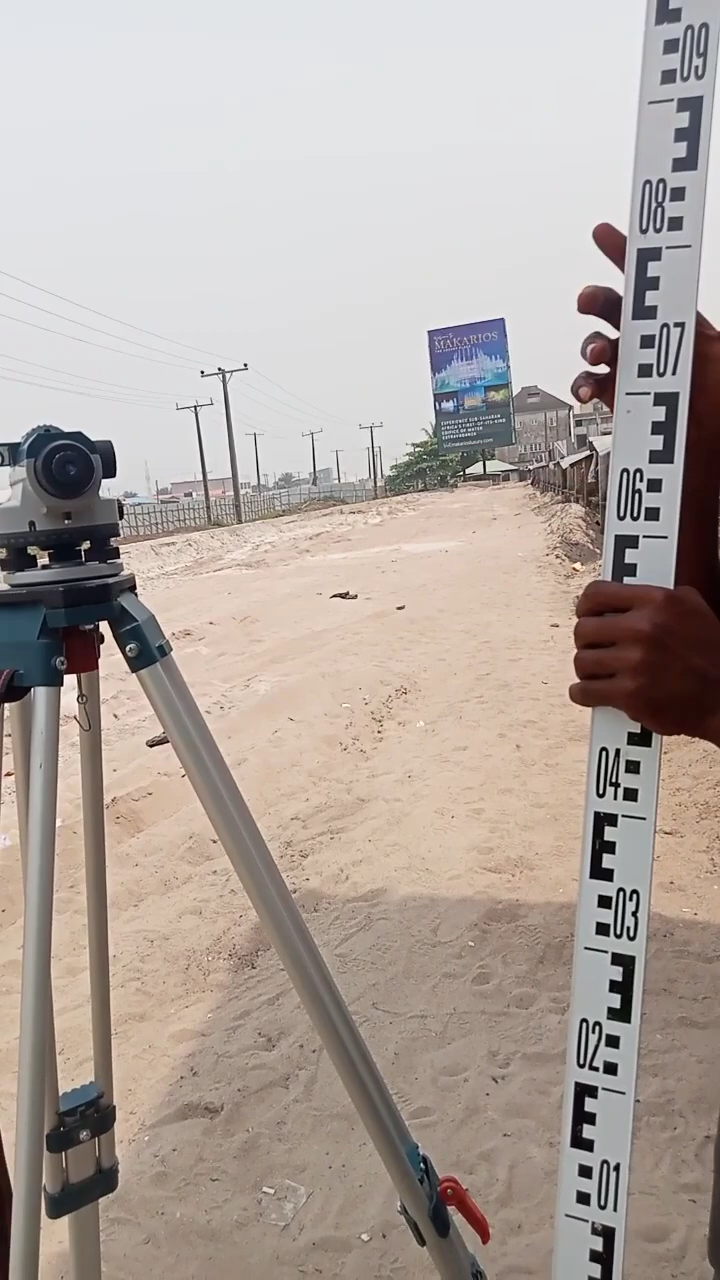 09
08
07
06
04
03
02
01
MAKARIOS
EXPERIENCE SUB-SAHARAN
AFRICA'S FIRST-OF-ITS-KIND
EDIFICE OF WATER
EXTRAVAGANZA